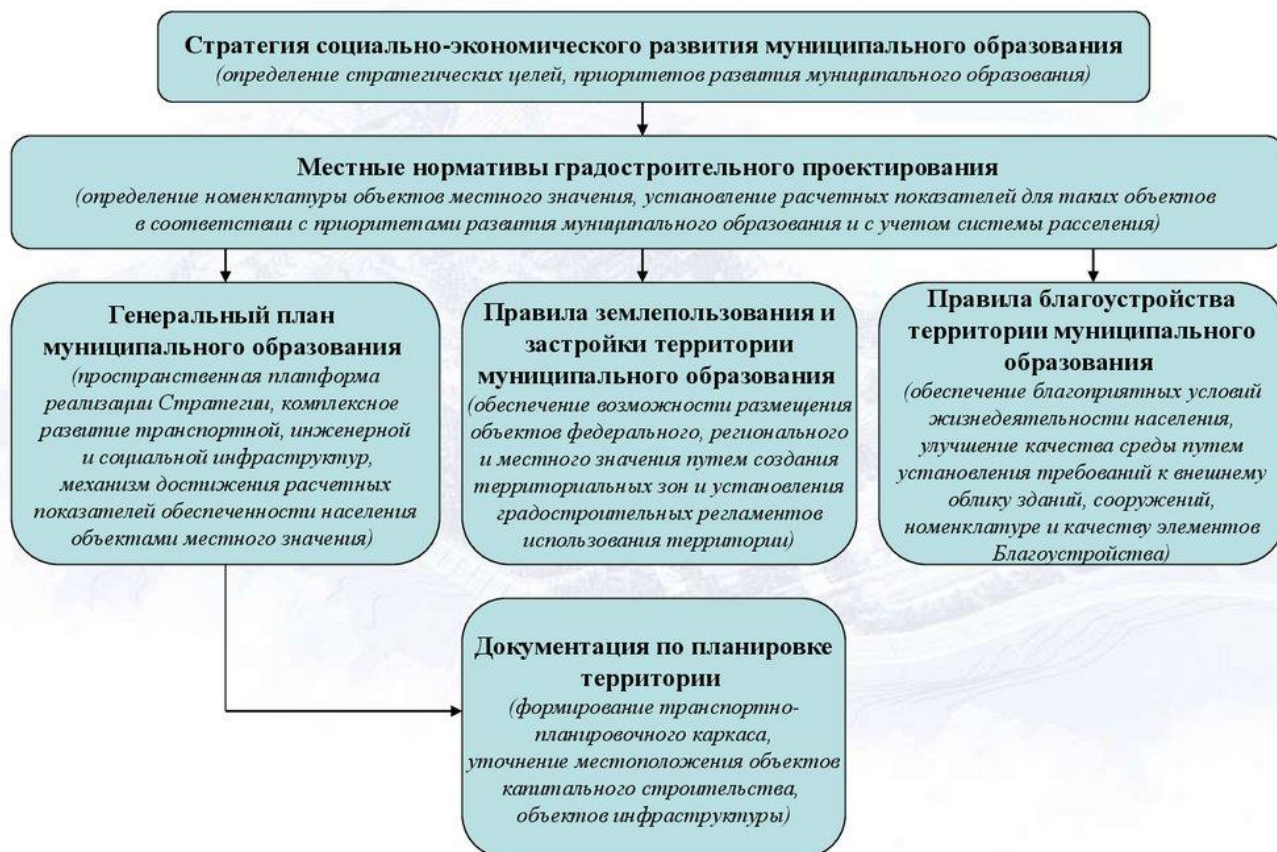 Стратегия социально-экономического развития муниципального образования
(определение стратегических целей, приоритетов развития муниципального образования)
Местные нормативы градостроительного проектирования
(определение номенклатуры объектов местного значения, установление расчетных показателей для таких объектов
в соответствии с приоритетами развития муниципального образования и с учетом системы расселения)
Генеральный план
муниципального образования
(пространственная платформа
реализации Стратегии, комплексное
развитие транспортной, инженерной
и социальной инфраструктур,
механизм достижения расчетных
показателей обеспеченности населения
объектами местного значения)
Правила землепользования и
застройки территории
муниципального образования
(обеспечение возможности размещения
объектов федерального, регионального
и местного значения путем создания
территориальных зон и установления
градостроительных регламентов
использования территории)
Правила благоустройства
территории муниципального
образования
(обеспечение благоприятных условий
жизнедеятельности населения,
улучшение качества среды путем
установления требований к внешнему
облику зданий, сооружений,
номенклатуре и качеству элементов
Благоустройства)
Документация по планировке
территории
(формирование транспортно-
планировочного каркаса,
уточнение местоположения объектов
капитального строительства,
объектов инфраструктуры)